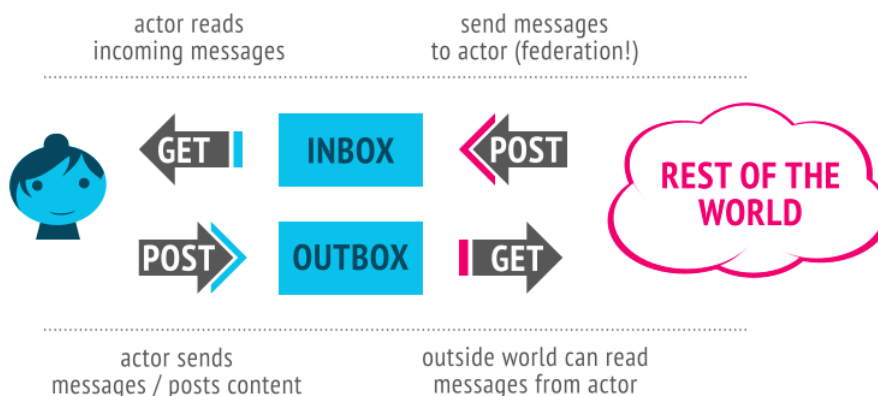 actor reads
incoming messages
send messages
to actor (federation!)
GET
INBOX
POST
REST OF THE
WORLD
POST
OUTBOX
GET
actor sends
messages / posts content
outside world can read
messages from actor